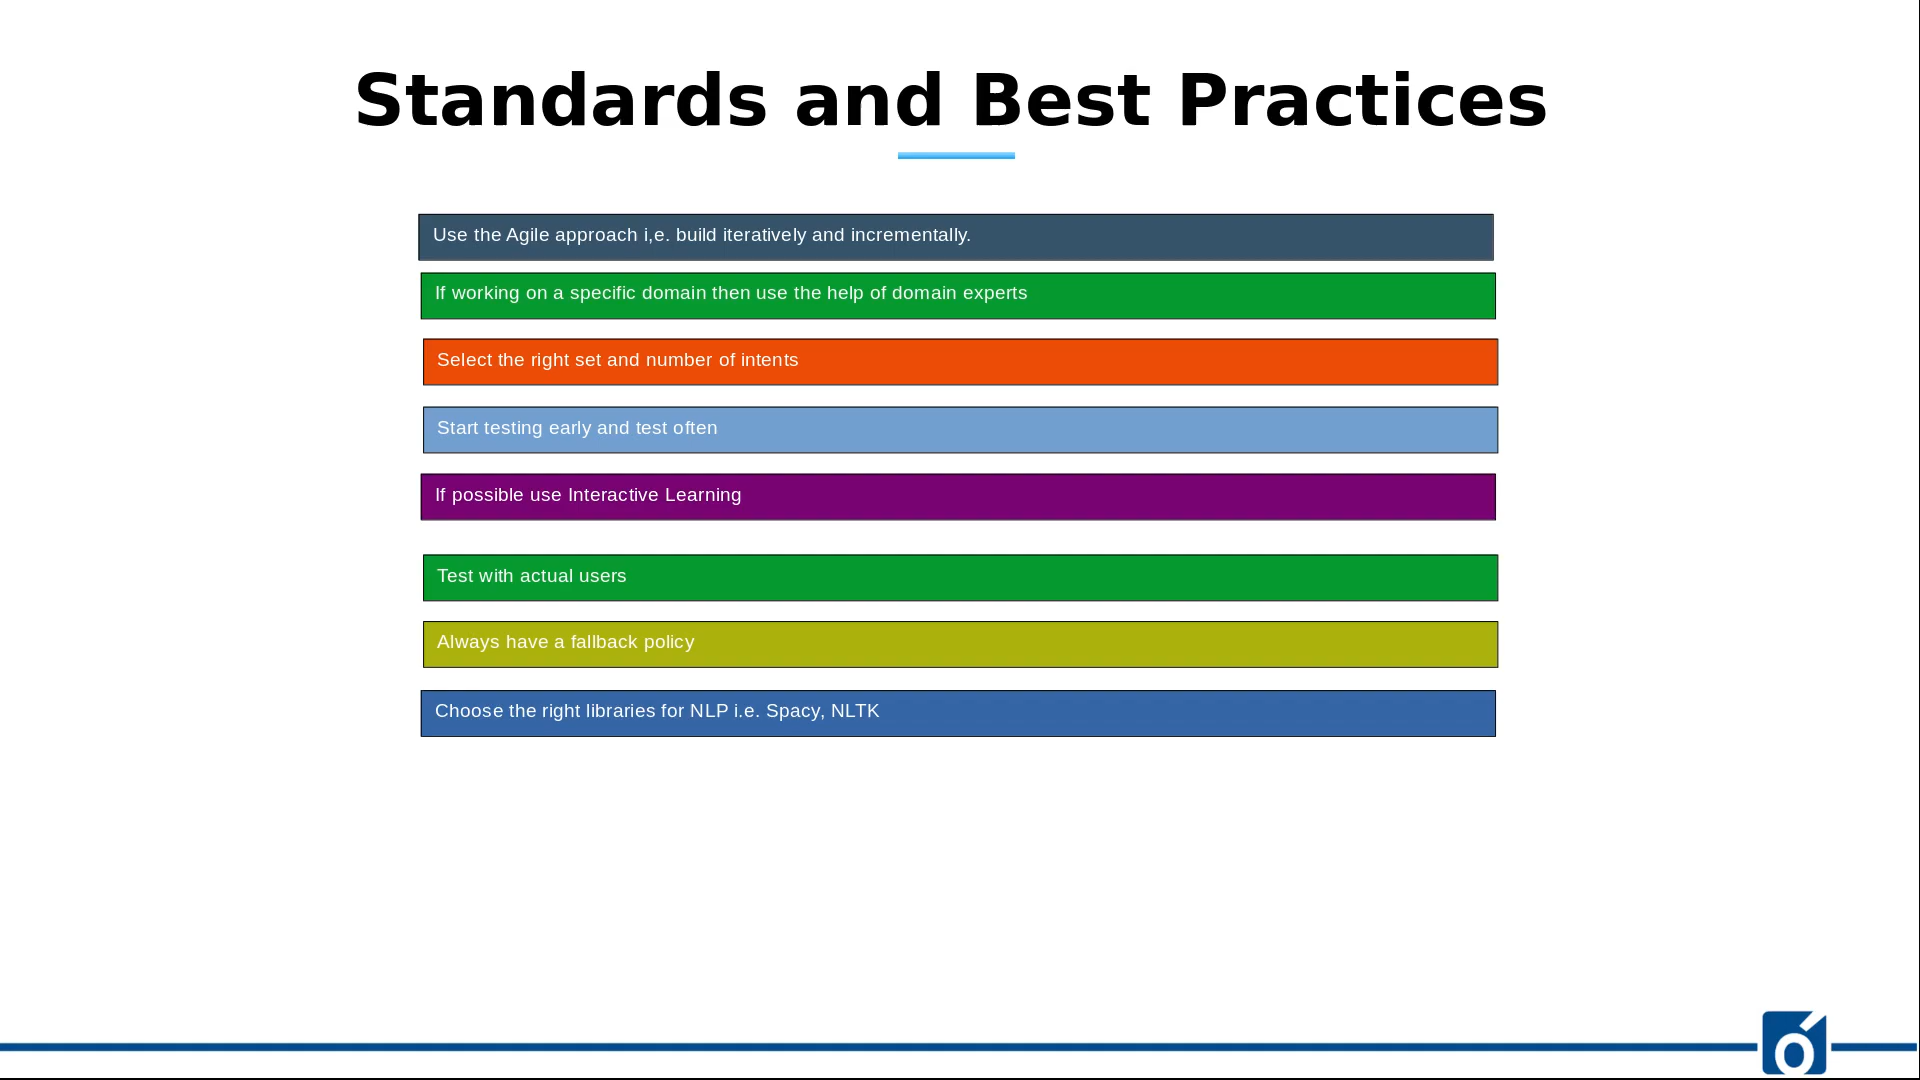 Standards and Best Practices
Use the Agile approach i,e. build iteratively and incrementally.
If working on a specific domain then use the help of domain experts
Select the right set and number of intents
Start testing early and test often
If possible use Interactive Learning
Test with actual users
Always have a fallback policy
Choose the right libraries for NLP i.e. Spacy, NLTK